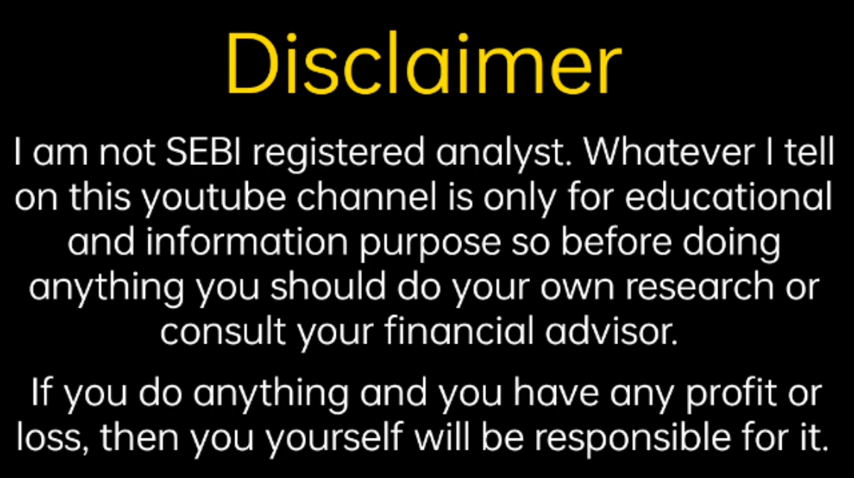 Disclaimer
I am not SEBI registered analyst. Whatever I tell
on this youtube channel is only for educational
and information purpose so before doing
anything you should do your own research or
consult your financial advisor.
If you do anything and you have any profit or
loss, then you yourself will be responsible for it.